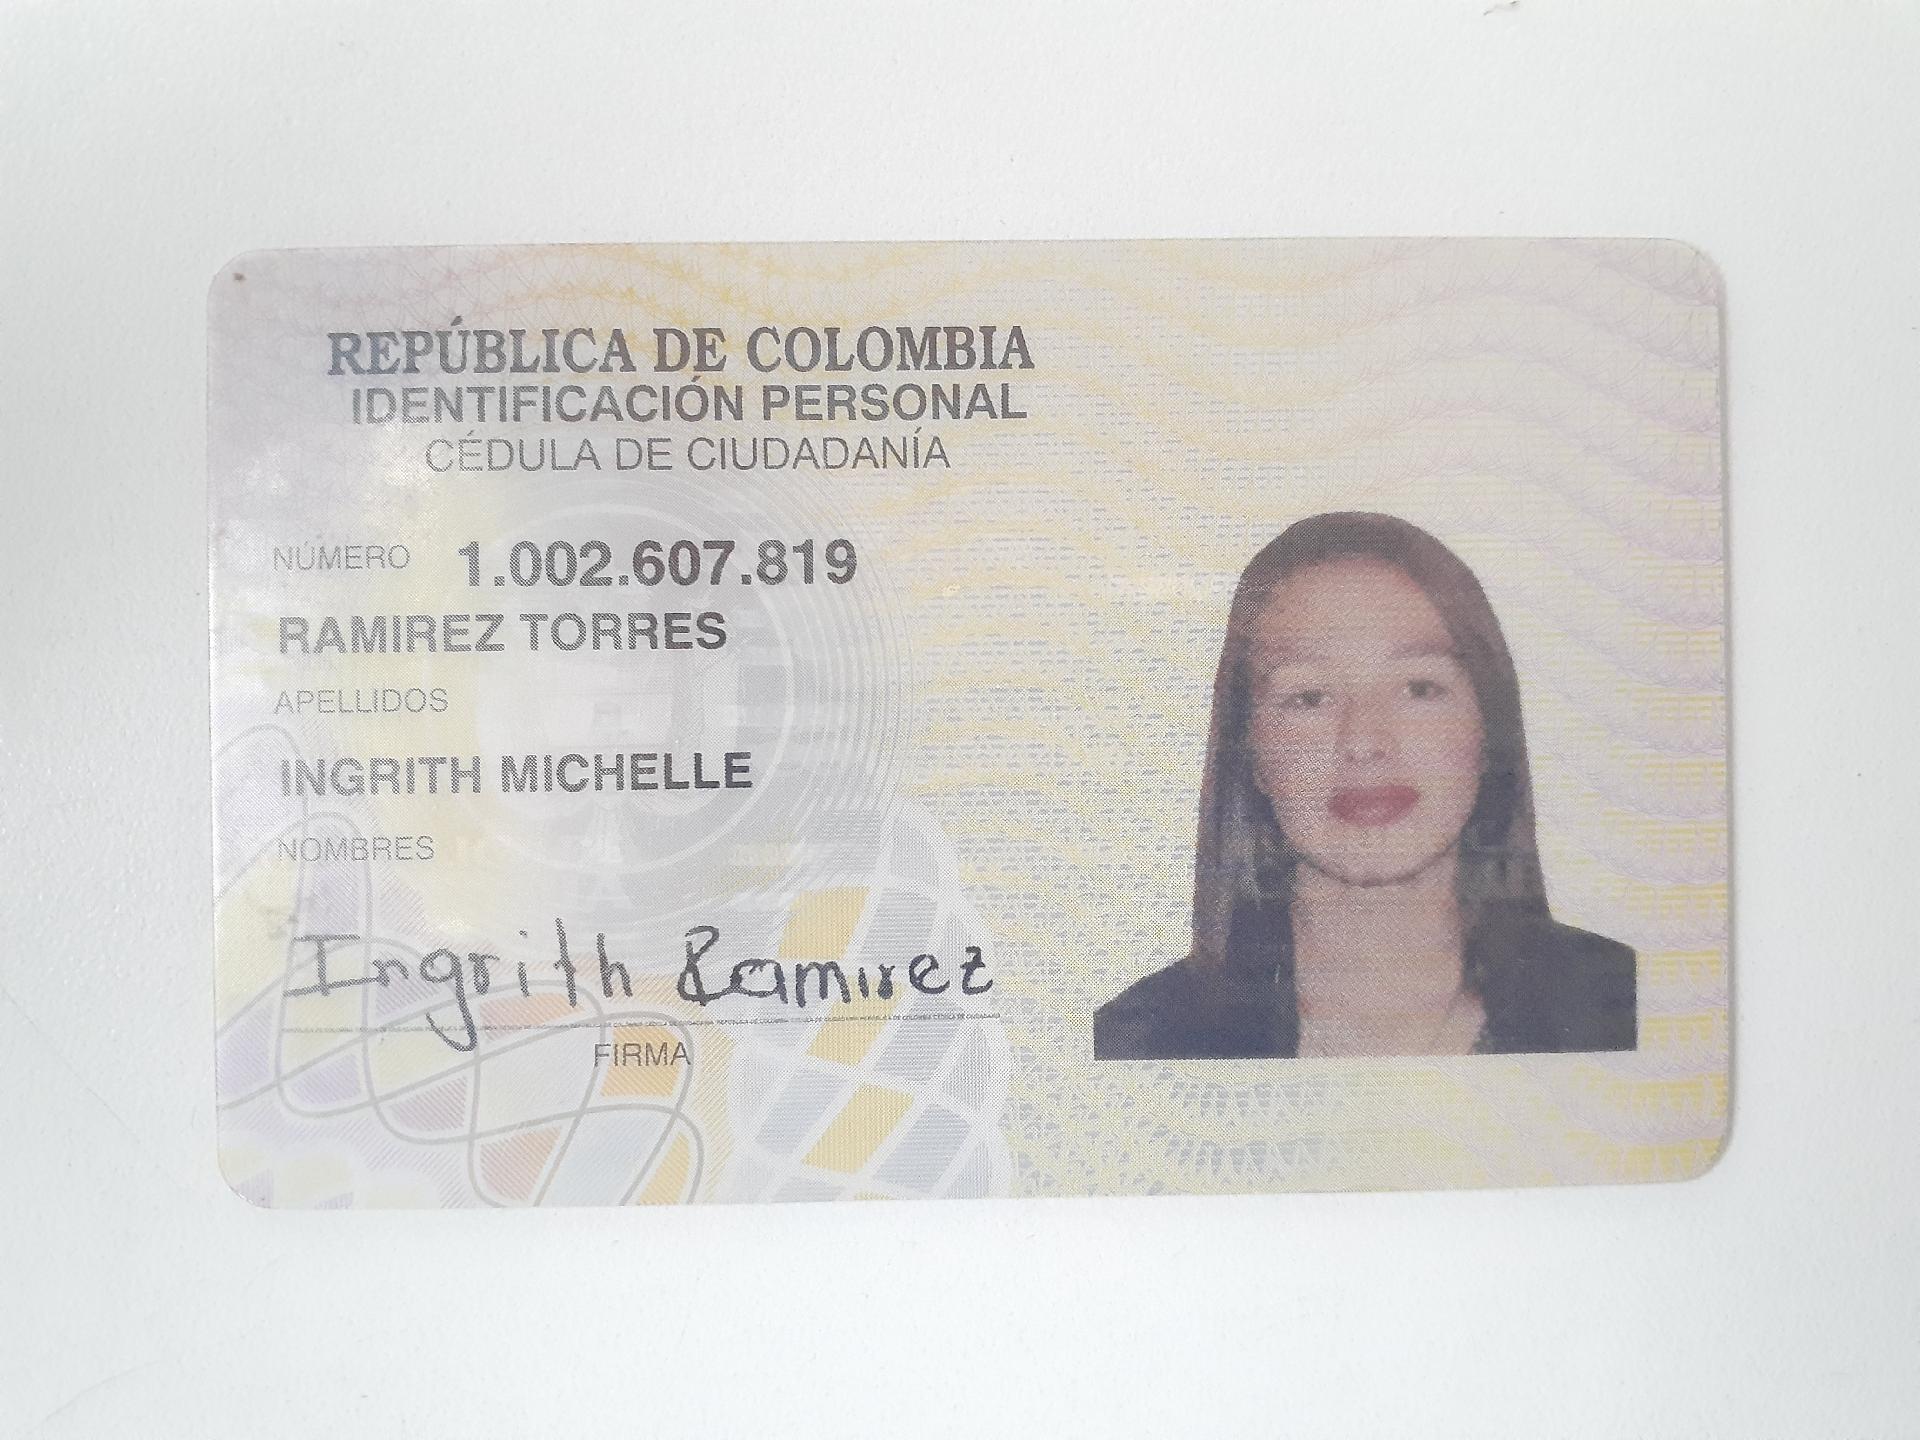 REPÚBLICA DE COLOMBIA
IDENTIFICACIÓN PERSONAL
CÉDULA DE CIUDADANÍA
NÚMERO 1.002.607.819
RAMIREZ TORRES
APELLIDOS
INGRITH MICHELLE
NOMBRES
Ingrith Ramirez
FIRMA